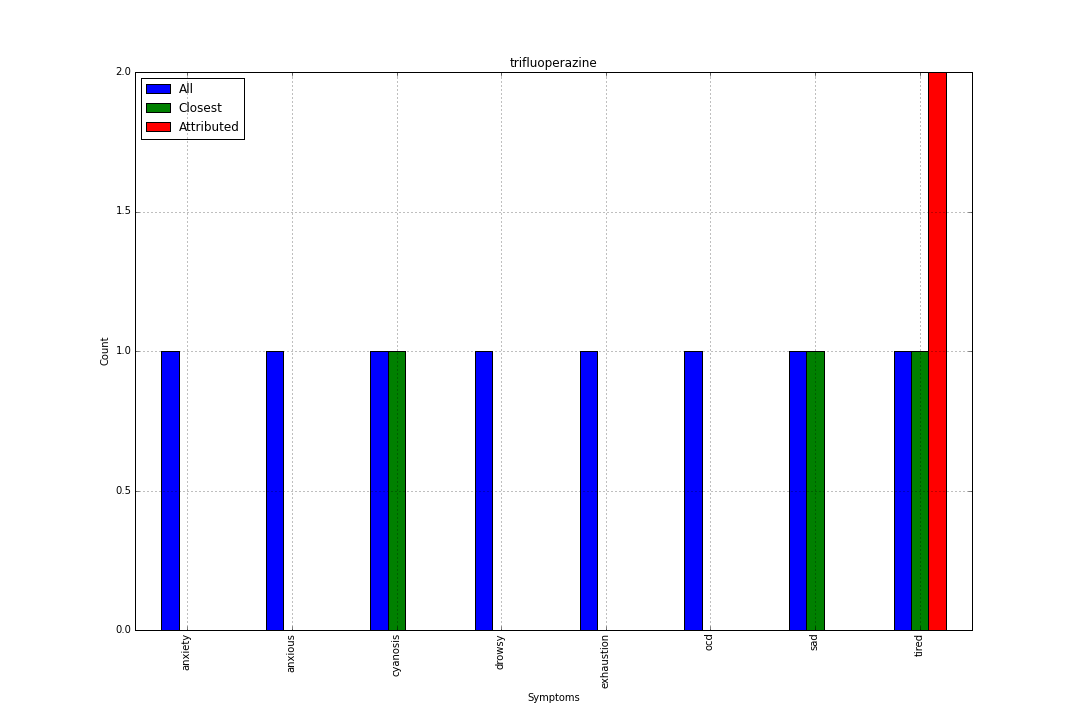 trifluoperazine
All
Closest
Attributed
2.0
1.5
1.0
0.5
0.0
Count
anxiety
anxious
cyanosis
drowsy
exhaustion
ocd
sad
tired
Symptoms